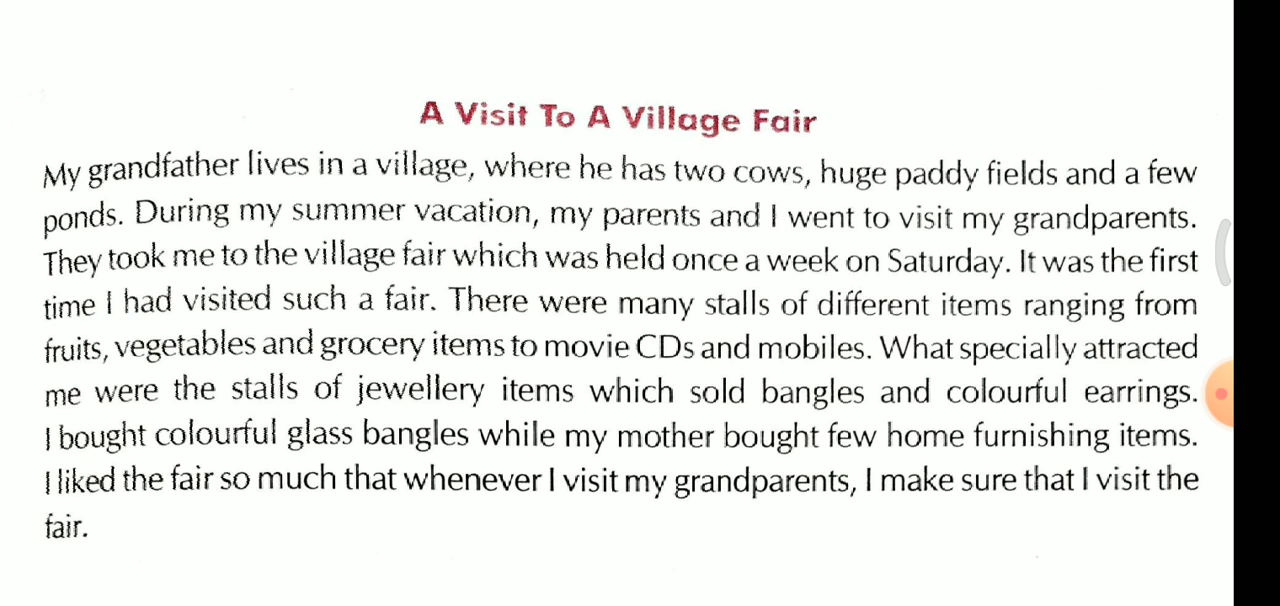 A Visit To A Village Fair
My grandfather lives in a village, where he has two cows, huge paddy fields and a few
ponds. During my summer vacation, my parents and I went to visit my grandparents.
They took me to the village fair which was held once a week on Saturday. It was the first
time I had visited such a fair. There were many stalls of different items ranging from
fruits, vegetables and grocery items to movie CDs and mobiles. What specially attracted
me were the stalls of jewellery items which sold bangles and colourful earrings.
I bought colourful glass bangles while my mother bought few home furnishing items.
I liked the fair so much that whenever I visit my grandparents, I make sure that I visit the
fair.